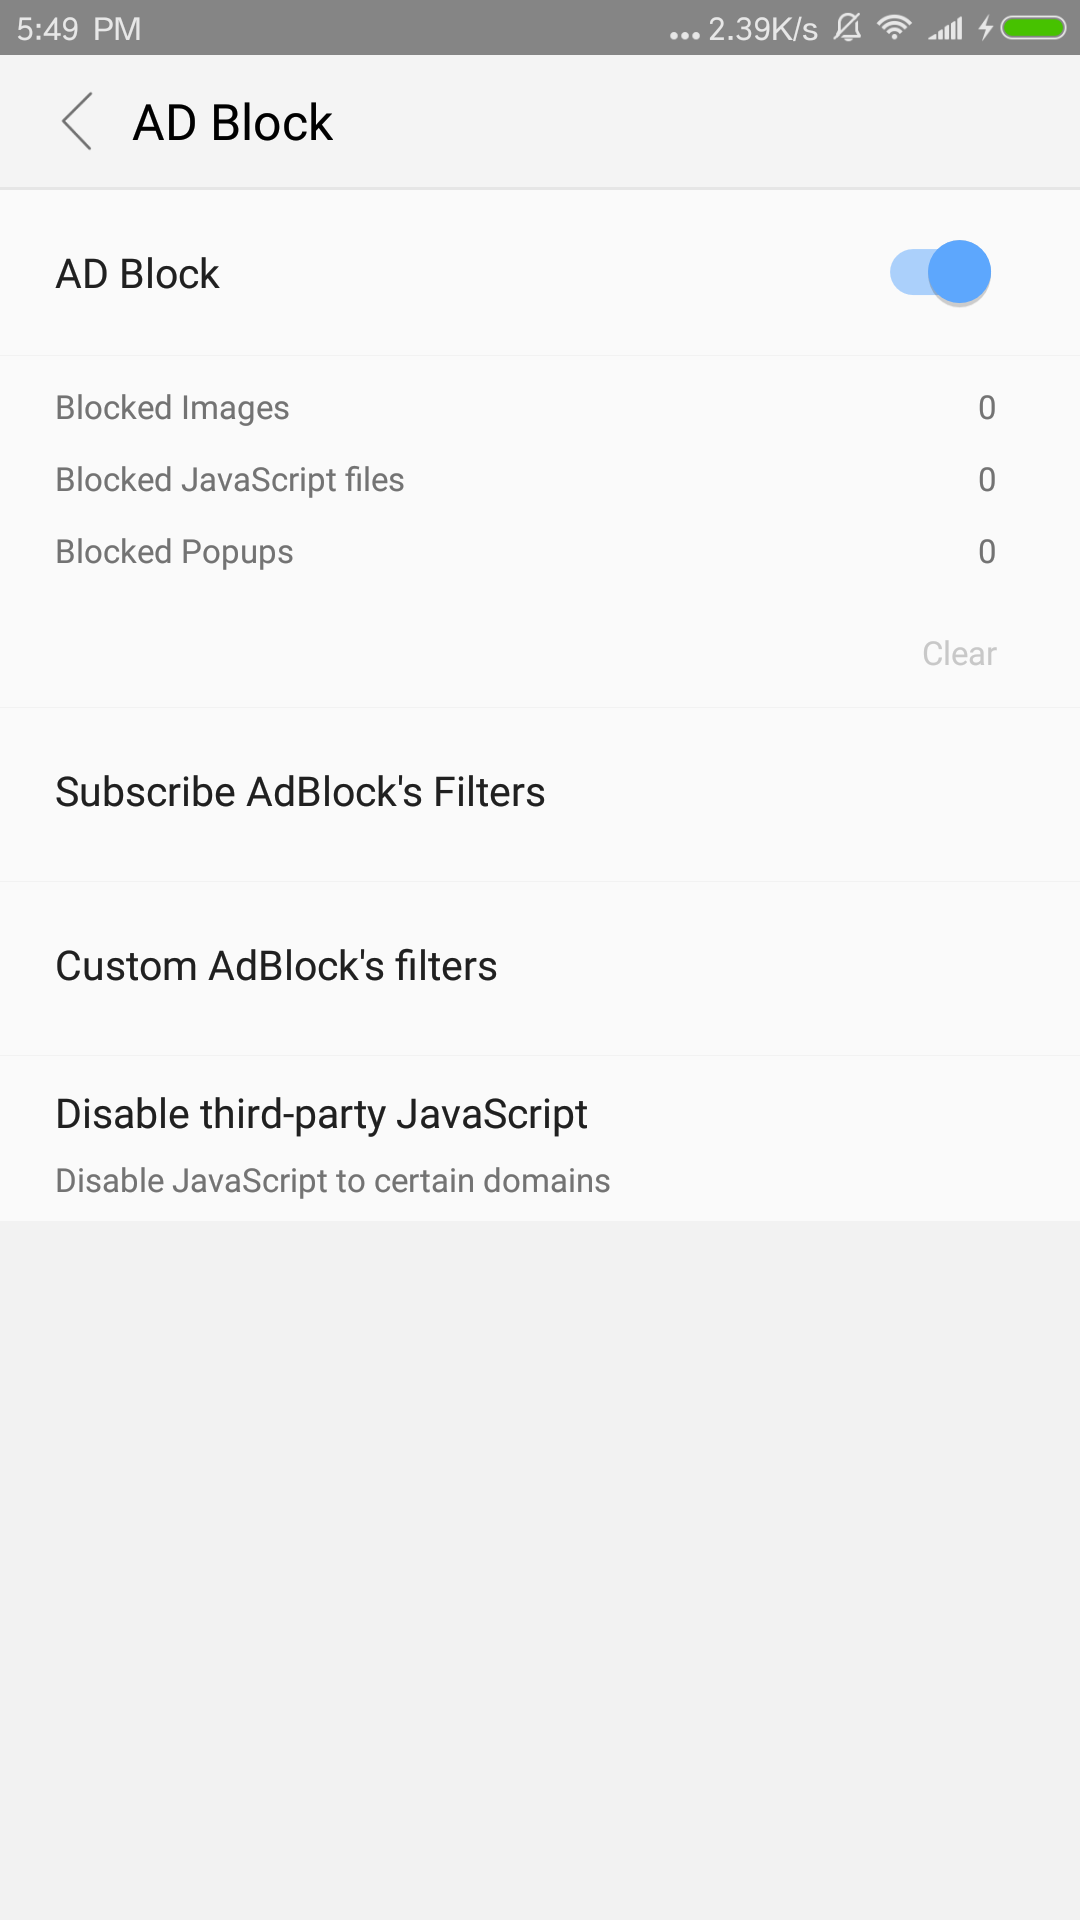 5:49 PM ... 2.39K/s
AD Block
AD Block
Blocked Images 0
Blocked JavaScript files 0
Blocked Popups 0
Clear
Subscribe AdBlock's Filters
Custom AdBlock's filters
Disable third-party JavaScript
Disable JavaScript to certain domains